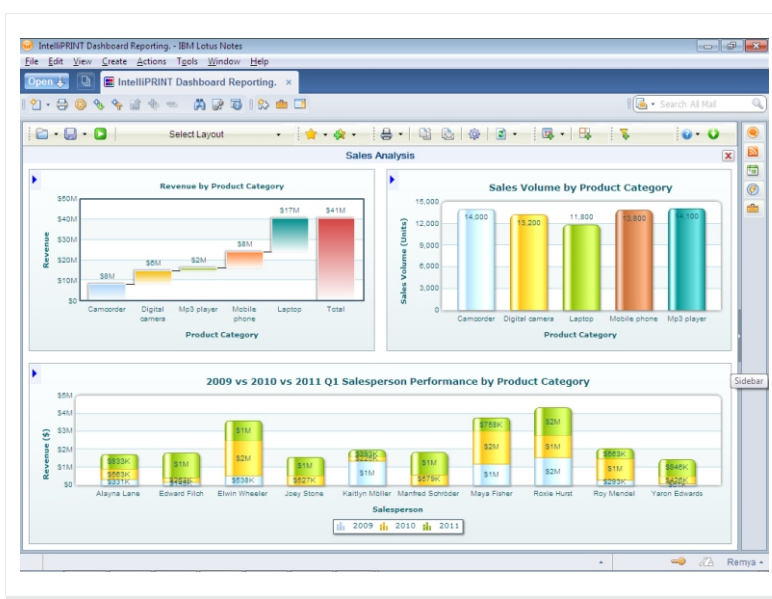 IntelliPRINT Dashboard Reporting. - IBM Lotus Notes
File Edit View Create Actions Tools Window Help
Open
IntelliPRINT Dashboard Reporting. ×
Search All Mail
Select Layout
Sales Analysis
Revenue by Product Category
Revenue
$50M
$40M
$30M
$20M
$10M
$0
$8M
$6M
$2M
$8M
$17M
$41M
Camcorder Digital camera Mp3 player Mobile phone Laptop Total
Product Category
Sales Volume by Product Category
Sales Volume (Units)
15,000
12,000
9,000
6,000
3,000
14,000
13,200
11,800
13,800
14,100
Camcorder Digital camera Laptop Mobile phone Mp3 player
Product Category
Sidebar
2009 vs 2010 vs 2011 Q1 Salesperson Performance by Product Category
Revenue ($)
$4M
$3M
$2M
$1M
$0
$833K
$663K
$331K
$1M
$1M
$2M
$538K
$1M
$527K
$1M
$1M
$579K
$768K
$2M
$1M
$2M
$1M
$2M
$663K
$1M
$293K
$846K
Alayna Lane Edward Filch Elwin Wheeler Joey Stone Kaitlyn Möller Manfred Schröder Maya Fisher Roxie Hurst Roy Mendel Yaron Edwards
Salesperson
2009 2010 2011
Remya